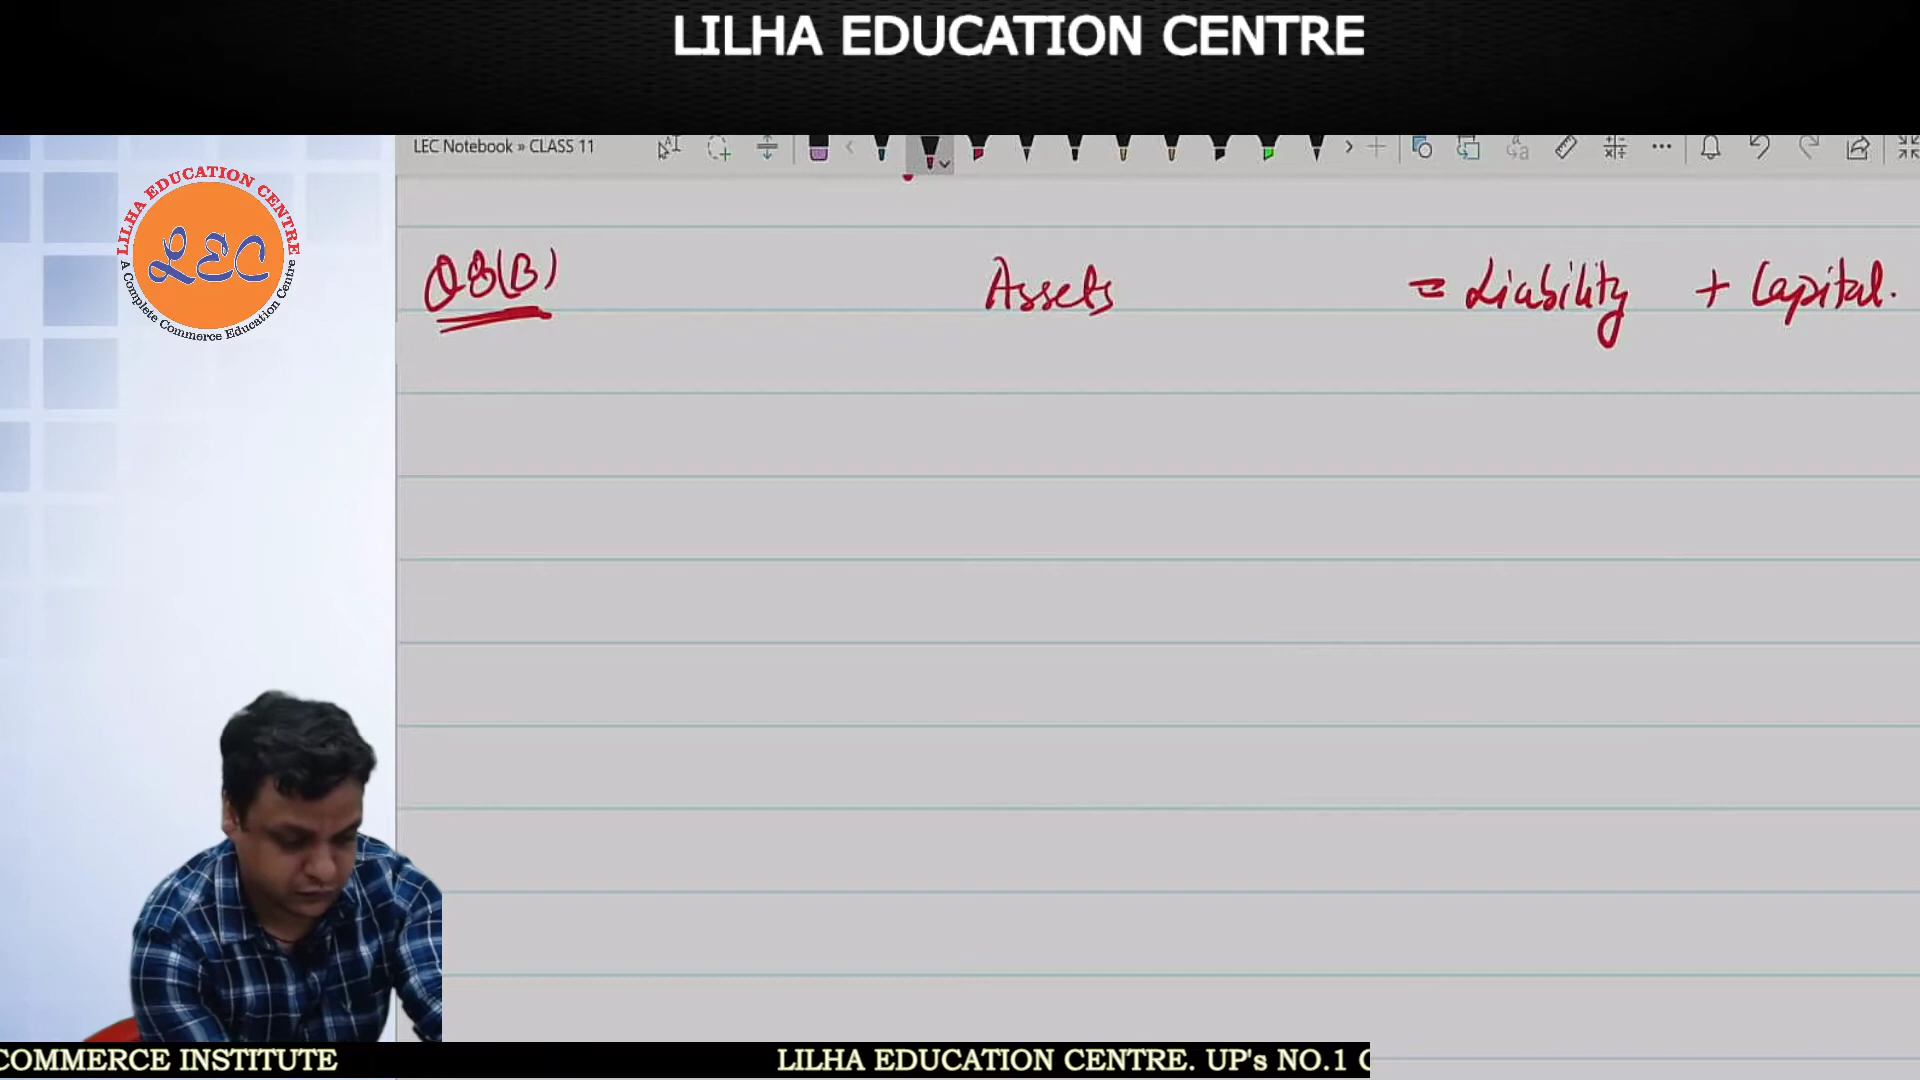 LILHA EDUCATION CENTRE
LEC Notebook » CLASS 11
LILHA EDUCATION CENTRE
LEC
A Complete Commerce Education Centre
Q8(B) Assets = Liability + Capital.
COMMERCE INSTITUTE LILHA EDUCATION CENTRE. UP's NO.1 C